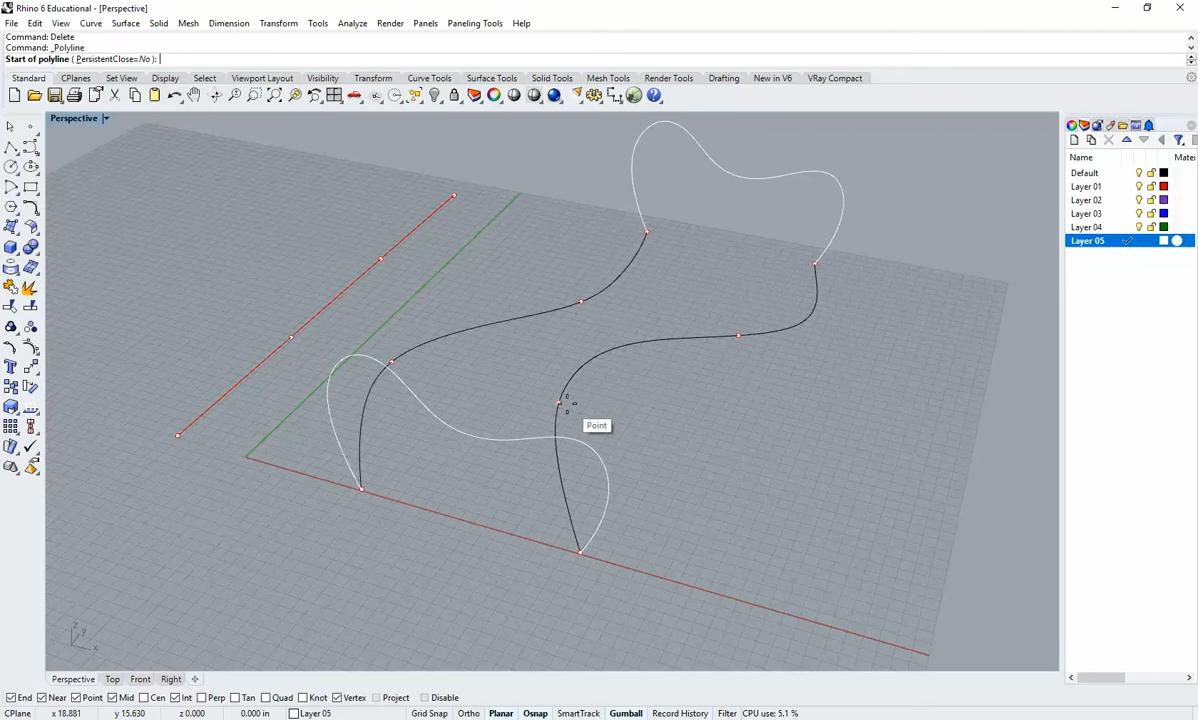 Rhino 6 Educational - [Perspective]
File Edit View Curve Surface Solid Mesh Dimension Transform Tools Analyze Render Panels Paneling Tools Help
Command: Delete
Command: _Polyline
Start of polyline ( PersistentClose=No ):
Standard CPlanes Set View Display Select Viewport Layout Visibility Transform Curve Tools Surface Tools Solid Tools Mesh Tools Render Tools Drafting New in V6 VRay Compact
Perspective
Name Mate
Default
Layer 01
Layer 02
Layer 03
Layer 04
Layer 05
Point
z y
x
Perspective Top Front Right
End Near Point Mid Cen Int Perp Tan Quad Knot Vertex Project Disable
CPlane x 18.881 y 15.630 z 0.000 0.000 in Layer 05 Grid Snap Ortho Planar Osnap SmartTrack Gumball Record History Filter CPU use: 5.1 %